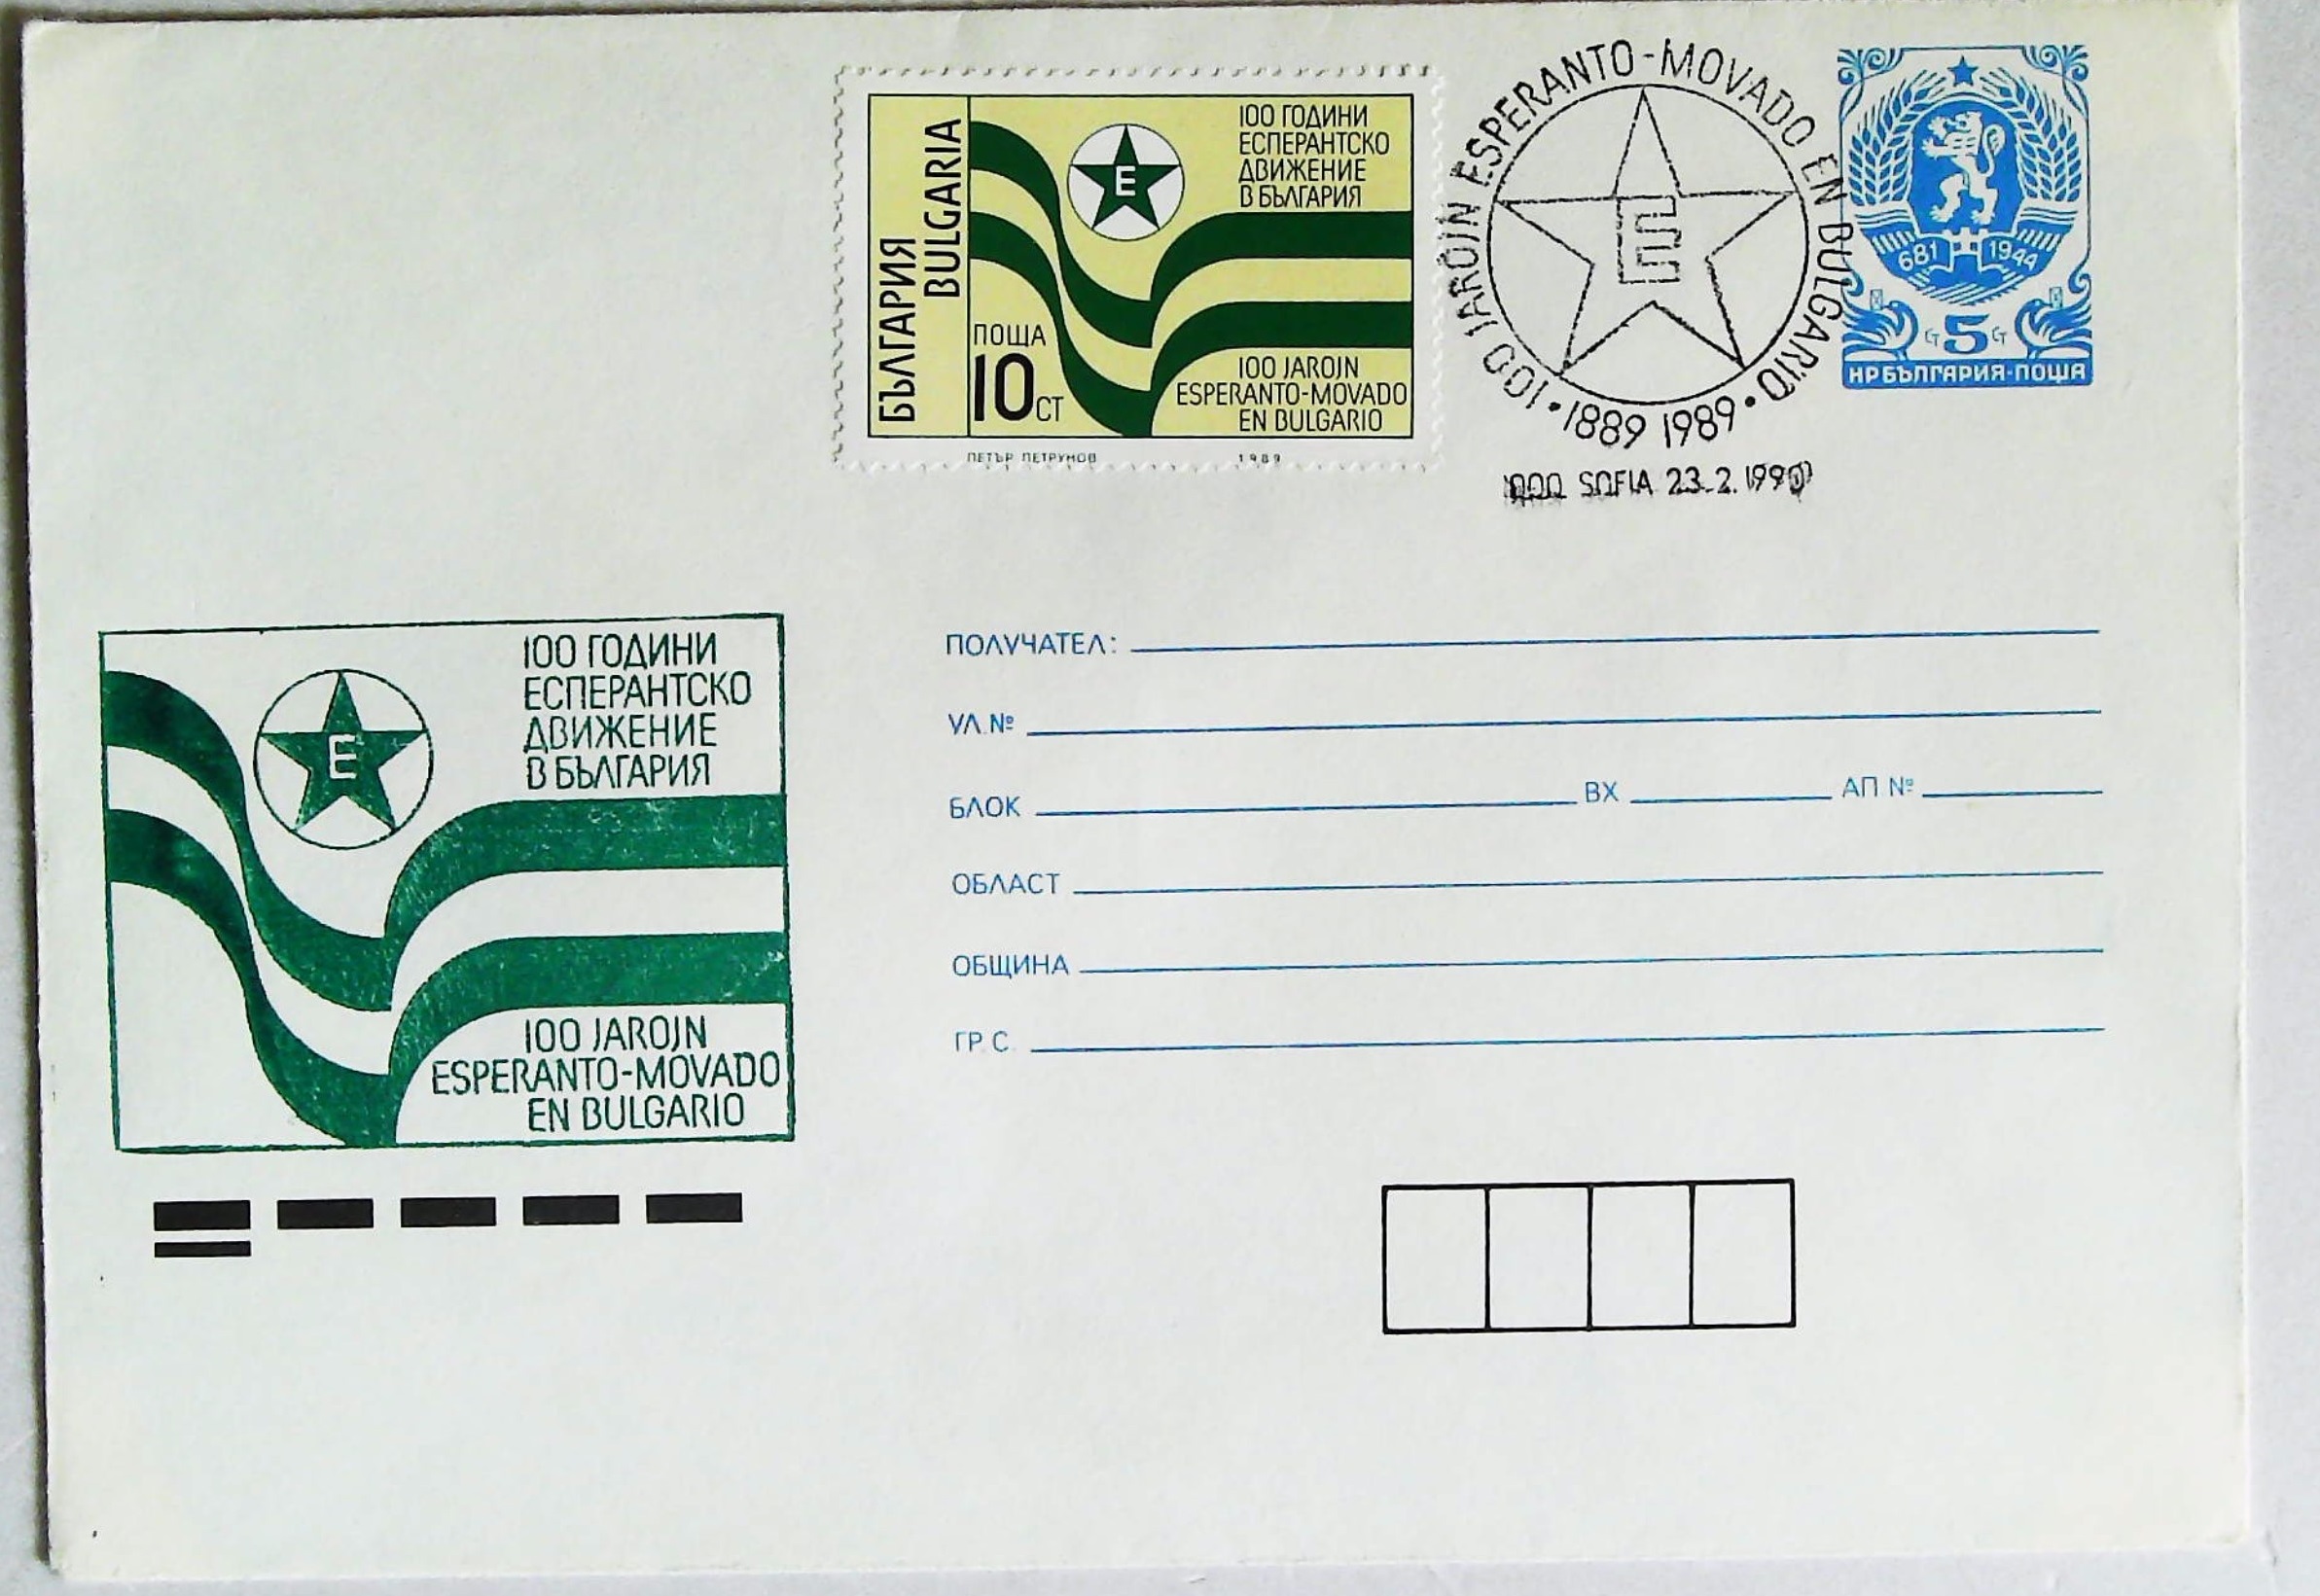 БЪЛГАРИЯ
BULGARIA
E
100 ГОДИНИ
ЕСПЕРАНТСКО
ДВИЖЕНИЕ
В БЪЛГАРИЯ
ПОЩА
10 СТ
100 JAROJN
ESPERANTO-MOVADO
EN BULGARIO
ПЕТЪР ПЕТРУНОВ 1989
100 JAROJN ESPERANTO-MOVADO EN BULGARIO
E
• 1889 1989 •
SOFIA 23.2.1990
681 1944
СТ 5 СТ
НР БЪЛГАРИЯ-ПОЩА
E
100 ГОДИНИ
ЕСПЕРАНТСКО
ДВИЖЕНИЕ
В БЪЛГАРИЯ
100 JAROJN
ESPERANTO-MOVADO
EN BULGARIO
ПОЛУЧАТЕЛ:
УЛ. №
БЛОК ВХ АП №
ОБЛАСТ
ОБЩИНА
ГР. С.